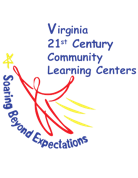 Virginia
21st Century
Community
Learning Centers
Soaring Beyond Expectations